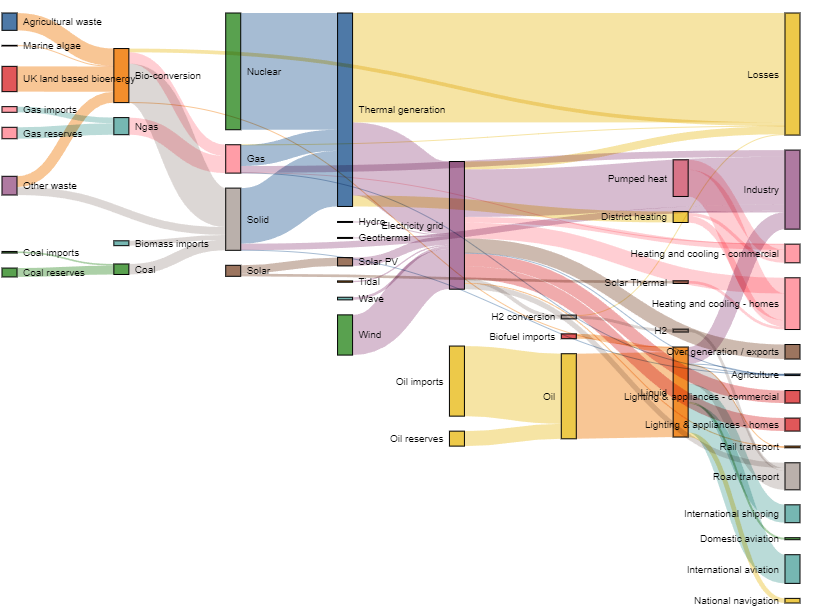 Agricultural waste
Marine algae
UK land based bioenergy
Gas imports
Gas reserves
Other waste
Coal imports
Coal reserves
Bio-conversion
Ngas
Biomass imports
Coal
Nuclear
Gas
Solid
Solar
Thermal generation
Hydro
Geothermal
Solar PV
Tidal
Wave
Wind
Electricity grid
Oil imports
Oil reserves
H2 conversion
Biofuel imports
Oil
Pumped heat
District heating
Solar Thermal
H2
Liquid
Losses
Industry
Heating and cooling - commercial
Heating and cooling - homes
Over generation / exports
Agriculture
Lighting & appliances - commercial
Lighting & appliances - homes
Rail transport
Road transport
International shipping
Domestic aviation
International aviation
National navigation